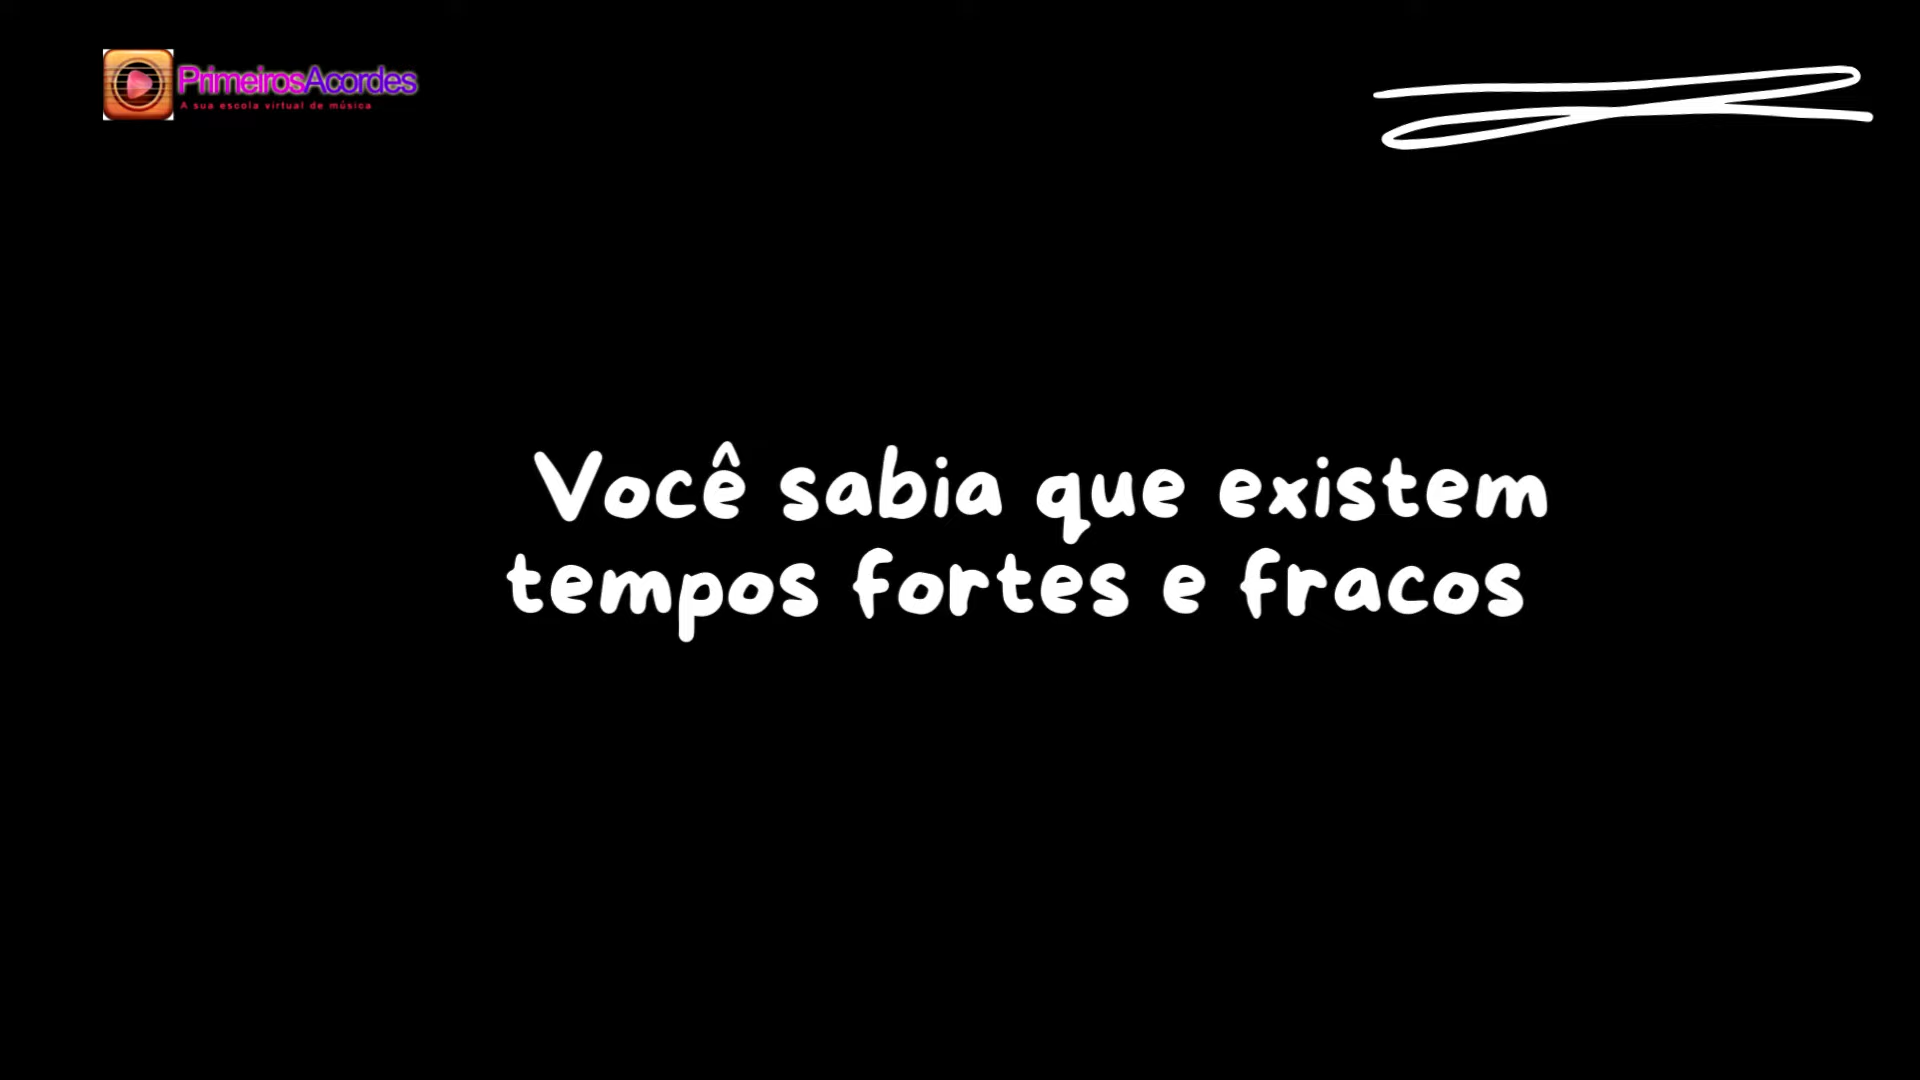 PrimeirosAcordes
A sua escola virtual de música
Você sabia que existem
tempos fortes e fracos